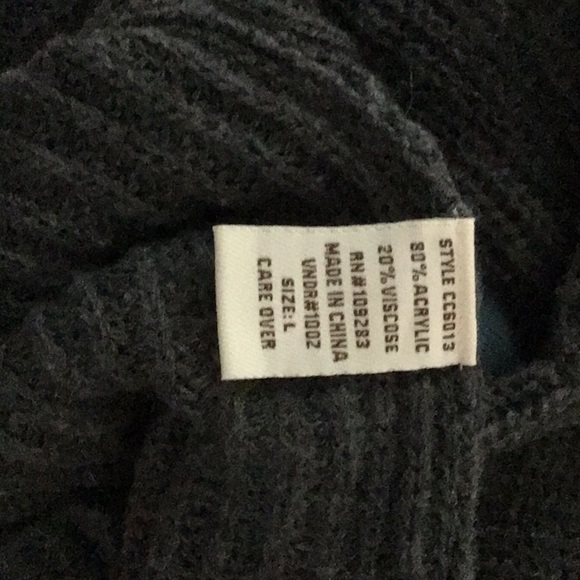 STYLE CC6013
80% ACRYLIC
20% VISCOSE
RN#109283
MADE IN CHINA
VNDR#1002
SIZE: L
CARE OVER